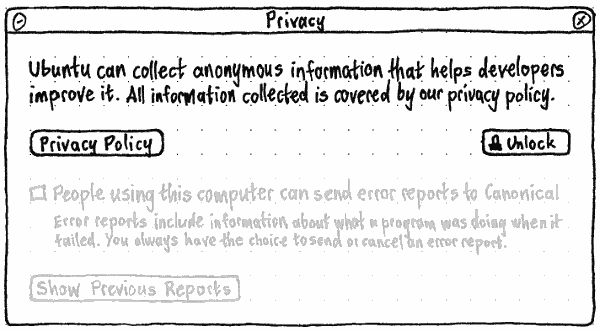 Privacy
Ubuntu can collect anonymous information that helps developers
improve it. All information collected is covered by our privacy policy.
Privacy Policy
Unlock
People using this computer can send error reports to Canonical
Error reports include information about what a program was doing when it
failed. You always have the choice to send or cancel an error report.
Show Previous Reports